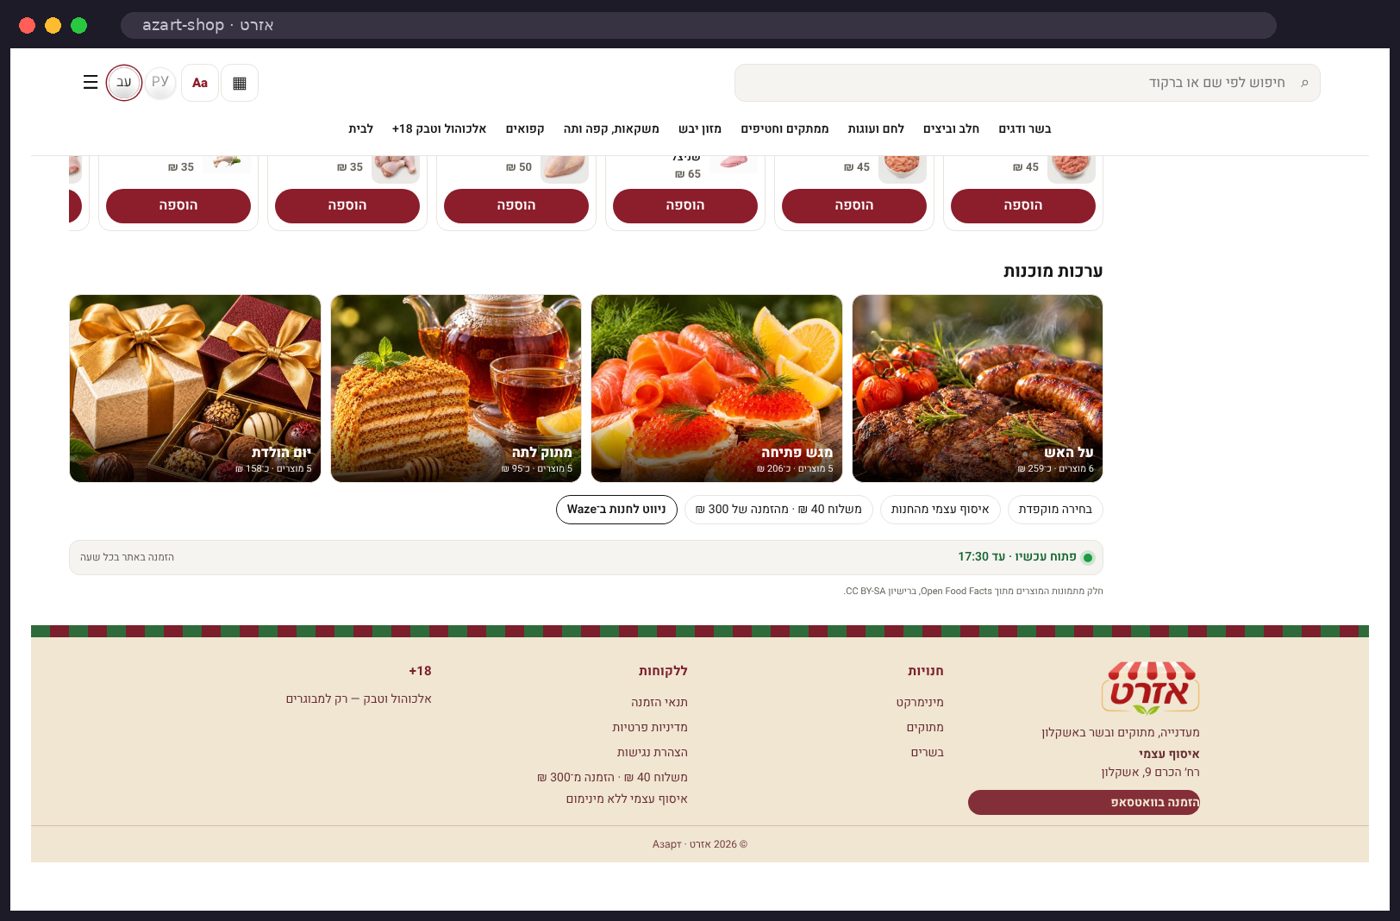 azart-shop · אזרט
חיפוש לפי שם או ברקוד
Aa
РУ
עב
בשר ודגים
חלב וביצים
לחם ועוגות
ממתקים וחטיפים
מזון יבש
משקאות, קפה ותה
קפואים
אלכוהול וטבק 18+
לבית
45 ₪
45 ₪
שניצל
65 ₪
50 ₪
35 ₪
35 ₪
הוספה
הוספה
הוספה
הוספה
הוספה
הוספה
ערכות מוכנות
על האש
6 מוצרים · כ־259 ₪
מגש פתיחה
5 מוצרים · כ־206 ₪
מתוק לתה
5 מוצרים · כ־95 ₪
יום הולדת
5 מוצרים · כ־158 ₪
בחירה מוקפדת
איסוף עצמי מהחנות
משלוח 40 ₪ · מהזמנה של 300 ₪
ניווט לחנות ב־Waze
פתוח עכשיו · עד 17:30
הזמנה באתר בכל שעה
חלק מתמונות המוצרים מתוך Open Food Facts, ברישיון CC BY-SA.
אזרט
מעדנייה, מתוקים ובשר באשקלון
איסוף עצמי
רח׳ הכרם 9, אשקלון
הזמנה בוואטסאפ
חנויות
מינימרקט
מתוקים
בשרים
ללקוחות
תנאי הזמנה
מדיניות פרטיות
הצהרת נגישות
משלוח 40 ₪ · הזמנה מ־300 ₪
איסוף עצמי ללא מינימום
18+
אלכוהול וטבק — רק למבוגרים
© 2026 אזרט · Азарт